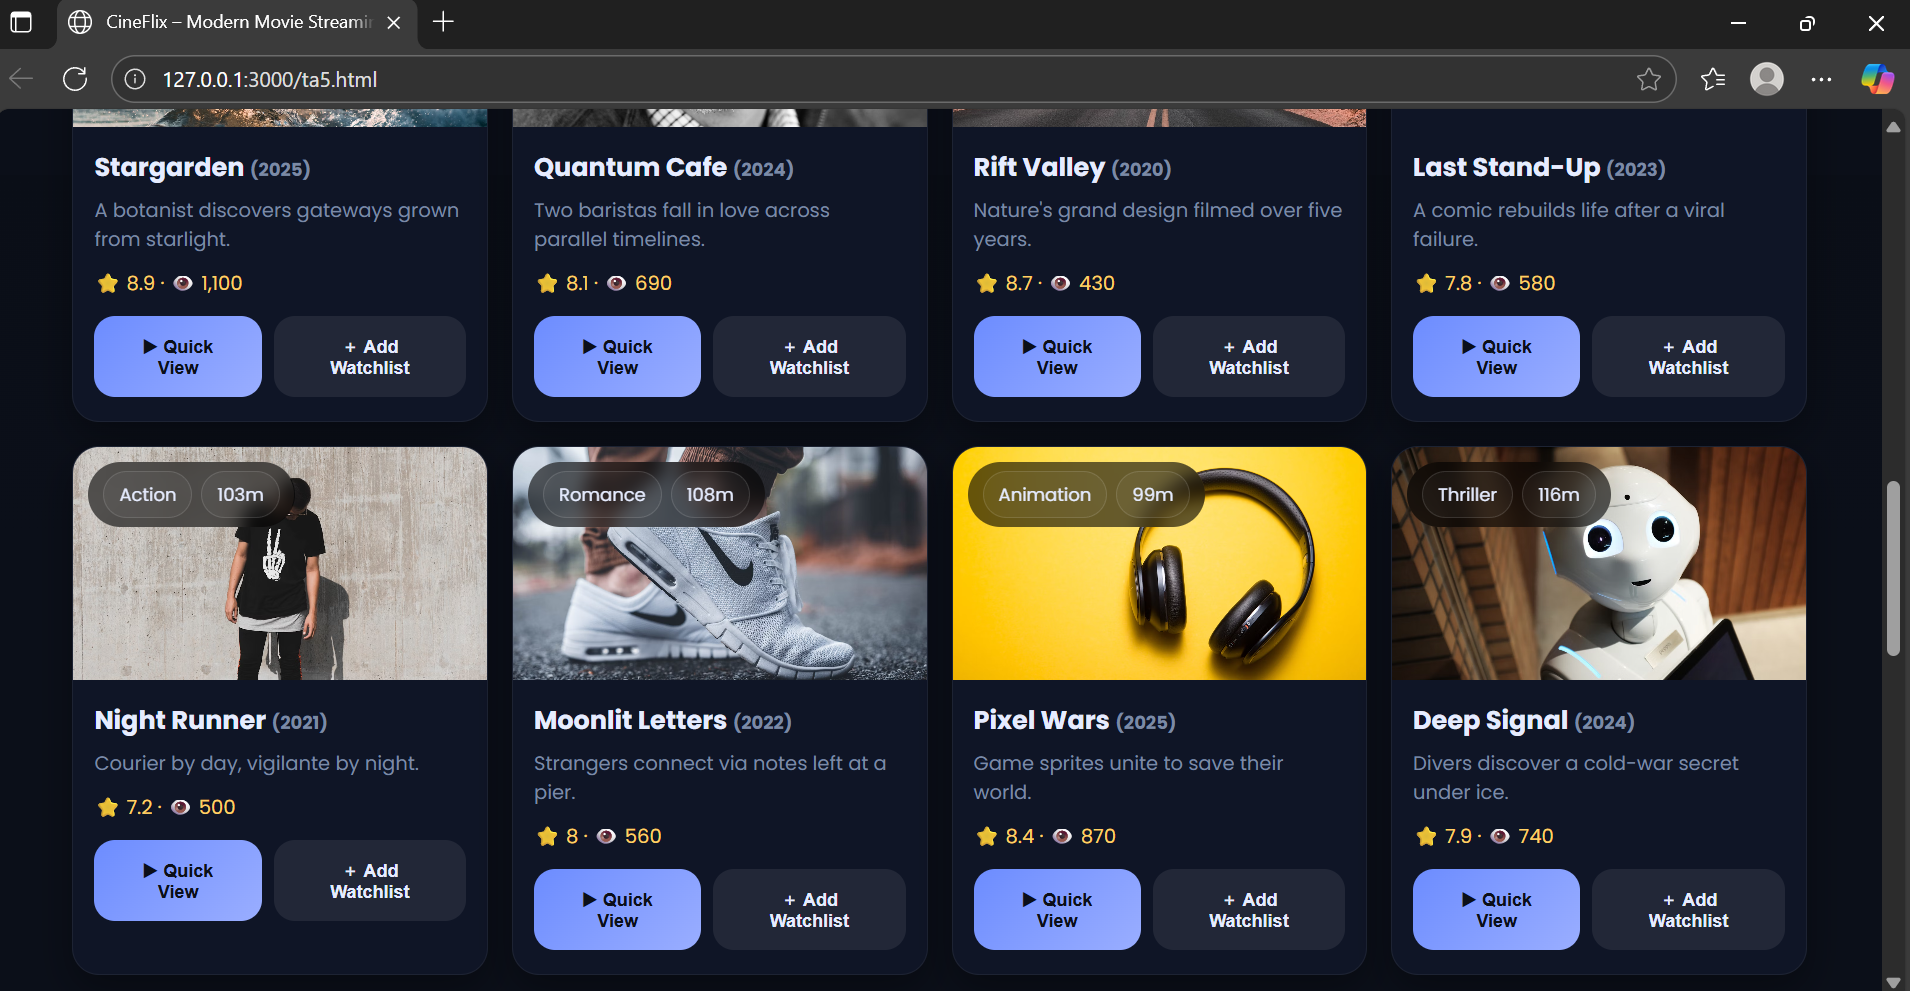 CineFlix – Modern Movie Streamin
127.0.0.1:3000/ta5.html
Stargarden (2025)
A botanist discovers gateways grown
from starlight.
⭐ 8.9 · 👁️ 1,100
▶ Quick
View
+ Add
Watchlist
Quantum Cafe (2024)
Two baristas fall in love across
parallel timelines.
⭐ 8.1 · 👁️ 690
▶ Quick
View
+ Add
Watchlist
Rift Valley (2020)
Nature's grand design filmed over five
years.
⭐ 8.7 · 👁️ 430
▶ Quick
View
+ Add
Watchlist
Last Stand-Up (2023)
A comic rebuilds life after a viral
failure.
⭐ 7.8 · 👁️ 580
▶ Quick
View
+ Add
Watchlist
Action 103m
Night Runner (2021)
Courier by day, vigilante by night.
⭐ 7.2 · 👁️ 500
▶ Quick
View
+ Add
Watchlist
Romance 108m
Moonlit Letters (2022)
Strangers connect via notes left at a
pier.
⭐ 8 · 👁️ 560
▶ Quick
View
+ Add
Watchlist
Animation 99m
Pixel Wars (2025)
Game sprites unite to save their
world.
⭐ 8.4 · 👁️ 870
▶ Quick
View
+ Add
Watchlist
Thriller 116m
Deep Signal (2024)
Divers discover a cold-war secret
under ice.
⭐ 7.9 · 👁️ 740
▶ Quick
View
+ Add
Watchlist